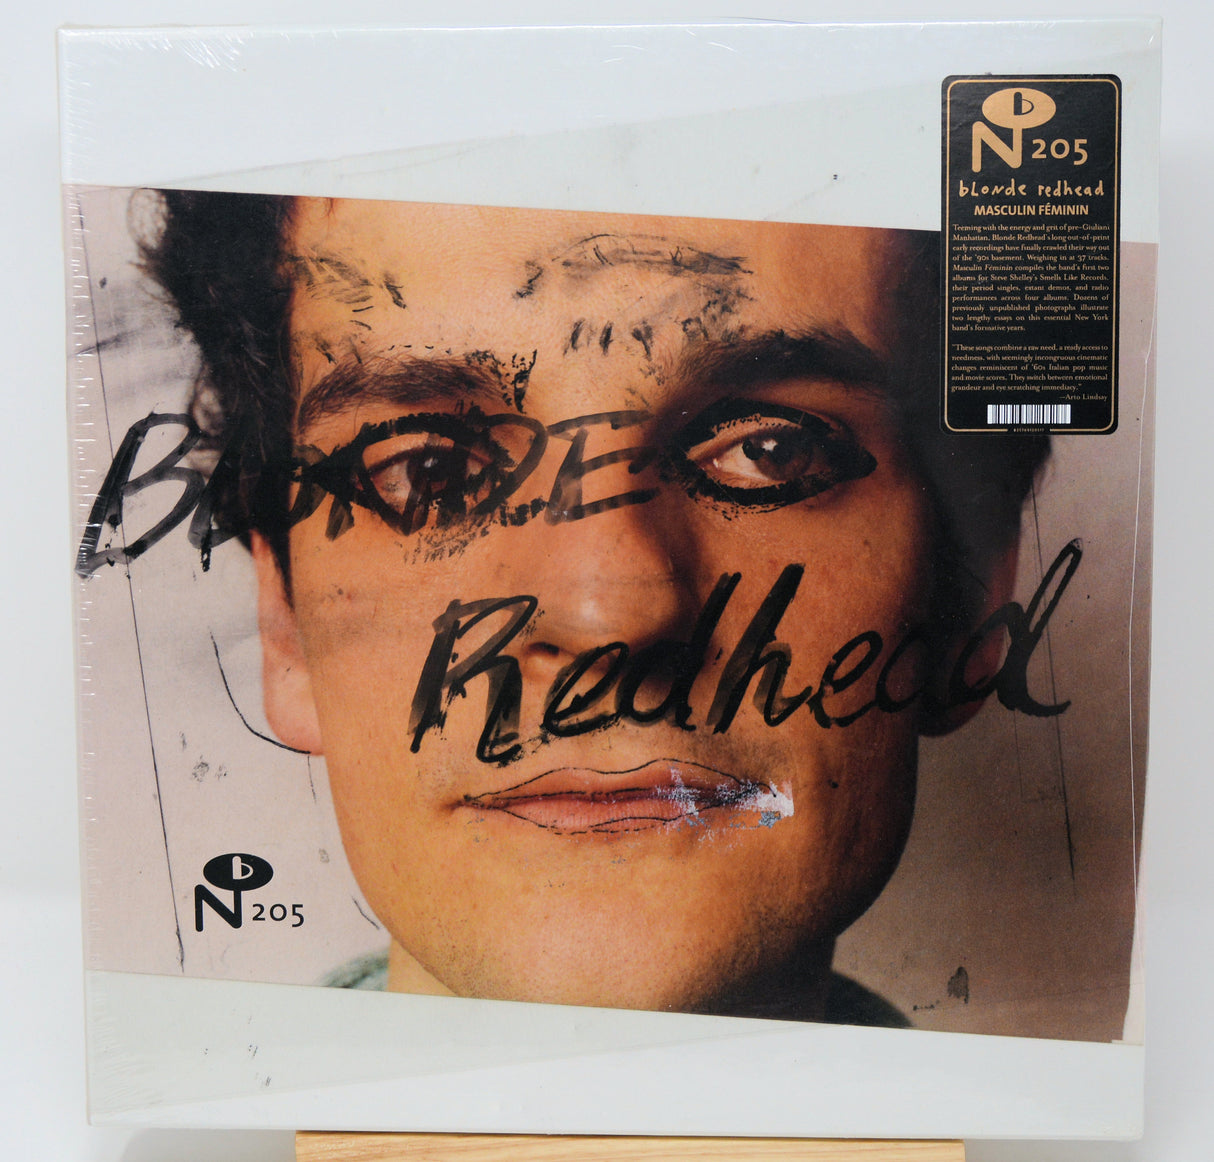 b
N 205
blonde redhead
MASCULIN FÉMININ
Teeming with the energy and grit of pre-Giuliani
Manhattan, Blonde Redhead's long out-of-print
early recordings have finally crawled their way out
of the '90s basement. Weighing in at 37 tracks,
Masculin Féminin compiles the band's first two
albums for Steve Shelley's Smells Like Records,
their period singles, extant demos, and radio
performances across four albums. Dozens of
previously unpublished photographs illustrate
two lengthy essays on this essential New York
band's formative years.
"These songs combine a raw need, a ready access to
neediness, with seemingly incongruous cinematic
changes reminiscent of '60s Italian pop music
and movie scores. They switch between emotional
grandeur and eye scratching immediacy."
—Arto Lindsay
BLONDE
Redhead
b
N 205